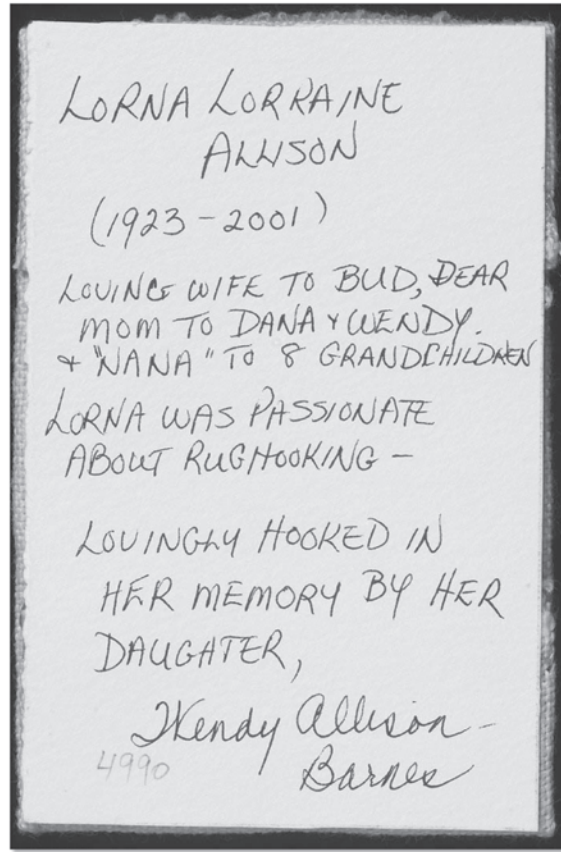 LORNA LORRAINE
ALLISON
(1923-2001)
LOVING WIFE TO BUD, DEAR
MOM TO DANA & WENDY.
& "NANA" TO 8 GRANDCHILDREN
LORNA WAS PASSIONATE
ABOUT RUGHOOKING -
LOVINGLY HOOKED IN
HER MEMORY BY HER
DAUGHTER,
Wendy Allison-
Barnes
4990